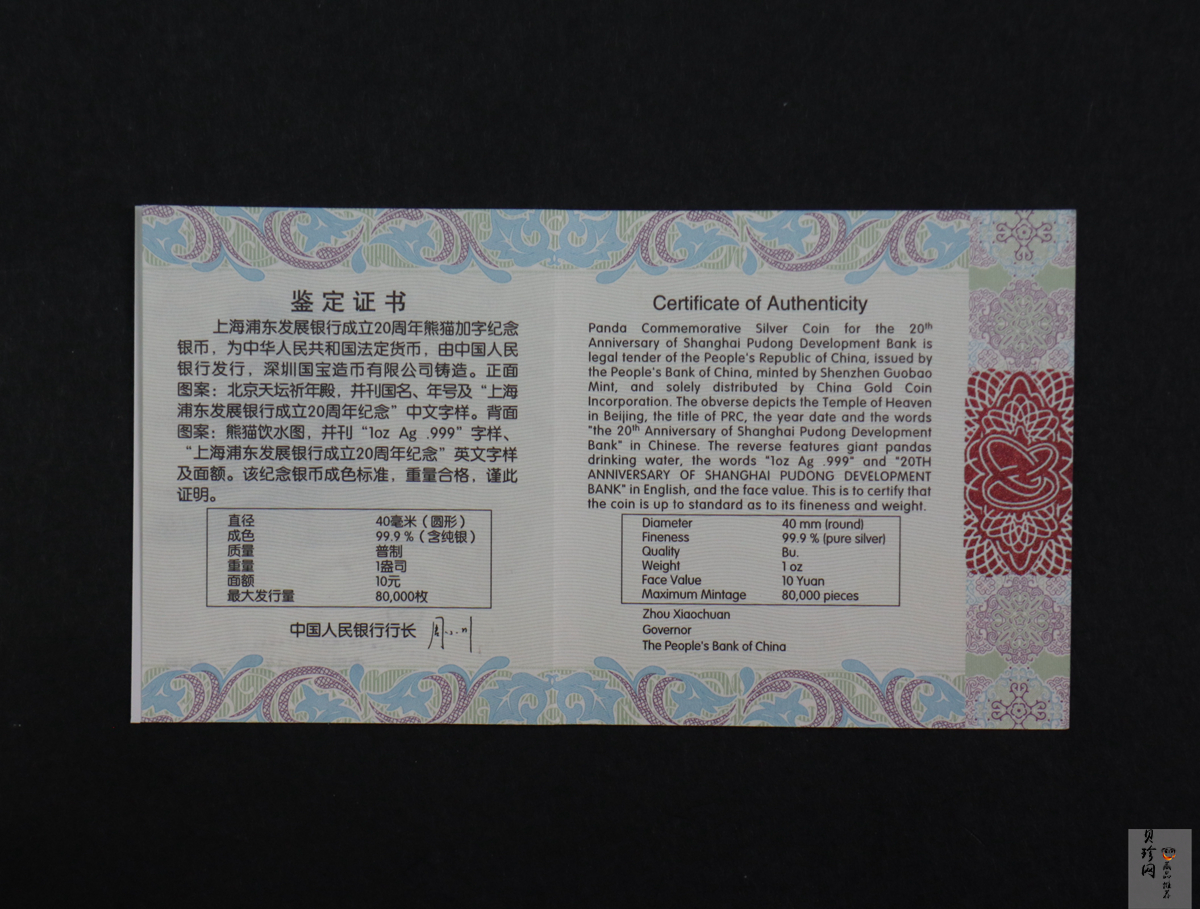 鉴定证书
上海浦东发展银行成立20周年熊猫加字纪念
银币，为中华人民共和国法定货币，由中国人民
银行发行，深圳国宝造币有限公司铸造。正面
图案：北京天坛祈年殿，并刊国名、年号及“上海
浦东发展银行成立20周年纪念”中文字样。背面
图案：熊猫饮水图，并刊“1oz Ag .999”字样、
“上海浦东发展银行成立20周年纪念”英文字样
及面额。该纪念银币成色标准，重量合格，谨此
证明。
直径 40毫米（圆形）
成色 99.9％（含纯银）
质量 普制
重量 1盎司
面额 10元
最大发行量 80,000枚
中国人民银行行长
Certificate of Authenticity
Panda Commemorative Silver Coin for the 20th
Anniversary of Shanghai Pudong Development Bank is
legal tender of the People's Republic of China, issued by
the People's Bank of China, minted by Shenzhen Guobao
Mint, and solely distributed by China Gold Coin
Incorporation. The obverse depicts the Temple of Heaven
in Beijing, the title of PRC, the year date and the words
"the 20th Anniversary of Shanghai Pudong Development
Bank" in Chinese. The reverse features giant pandas
drinking water, the words "1oz Ag .999" and "20TH
ANNIVERSARY OF SHANGHAI PUDONG DEVELOPMENT
BANK" in English, and the face value. This is to certify that
the coin is up to standard as to its fineness and weight.
Diameter 40 mm (round)
Fineness 99.9 % (pure silver)
Quality Bu.
Weight 1 oz
Face Value 10 Yuan
Maximum Mintage 80,000 pieces
Zhou Xiaochuan
Governor
The People's Bank of China
贝珍网